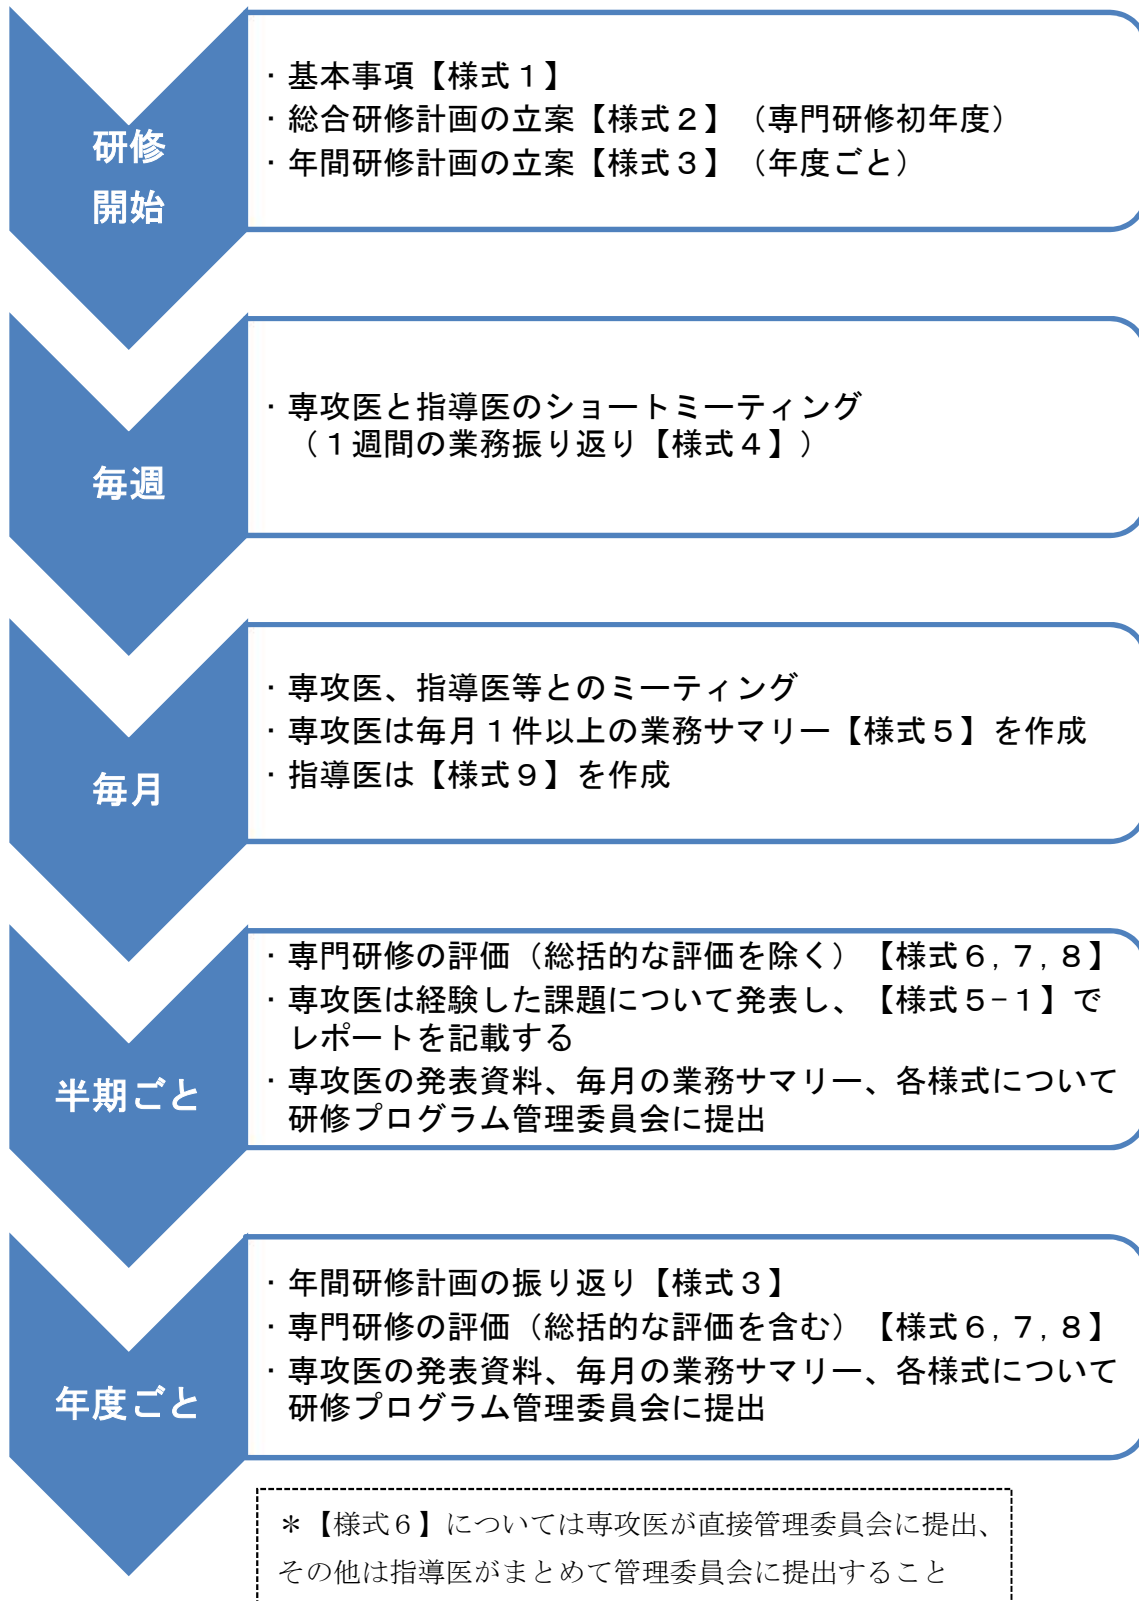 研修
開始
・基本事項【様式１】
・総合研修計画の立案【様式２】（専門研修初年度）
・年間研修計画の立案【様式３】（年度ごと）
毎週
・専攻医と指導医のショートミーティング
（１週間の業務振り返り【様式４】）
毎月
・専攻医、指導医等とのミーティング
・専攻医は毎月１件以上の業務サマリー【様式５】を作成
・指導医は【様式９】を作成
半期ごと
・専門研修の評価（総括的な評価を除く）【様式６，７，８】
・専攻医は経験した課題について発表し、【様式５−１】で
レポートを記載する
・専攻医の発表資料、毎月の業務サマリー、各様式について
研修プログラム管理委員会に提出
年度ごと
・年間研修計画の振り返り【様式３】
・専門研修の評価（総括的な評価を含む）【様式６，７，８】
・専攻医の発表資料、毎月の業務サマリー、各様式について
研修プログラム管理委員会に提出
＊【様式６】については専攻医が直接管理委員会に提出、
その他は指導医がまとめて管理委員会に提出すること